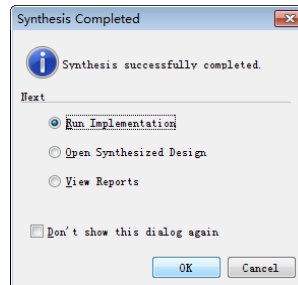 Synthesis Completed
Synthesis successfully completed.
Next
Run Implementation
Open Synthesized Design
View Reports
Don't show this dialog again
OK
Cancel